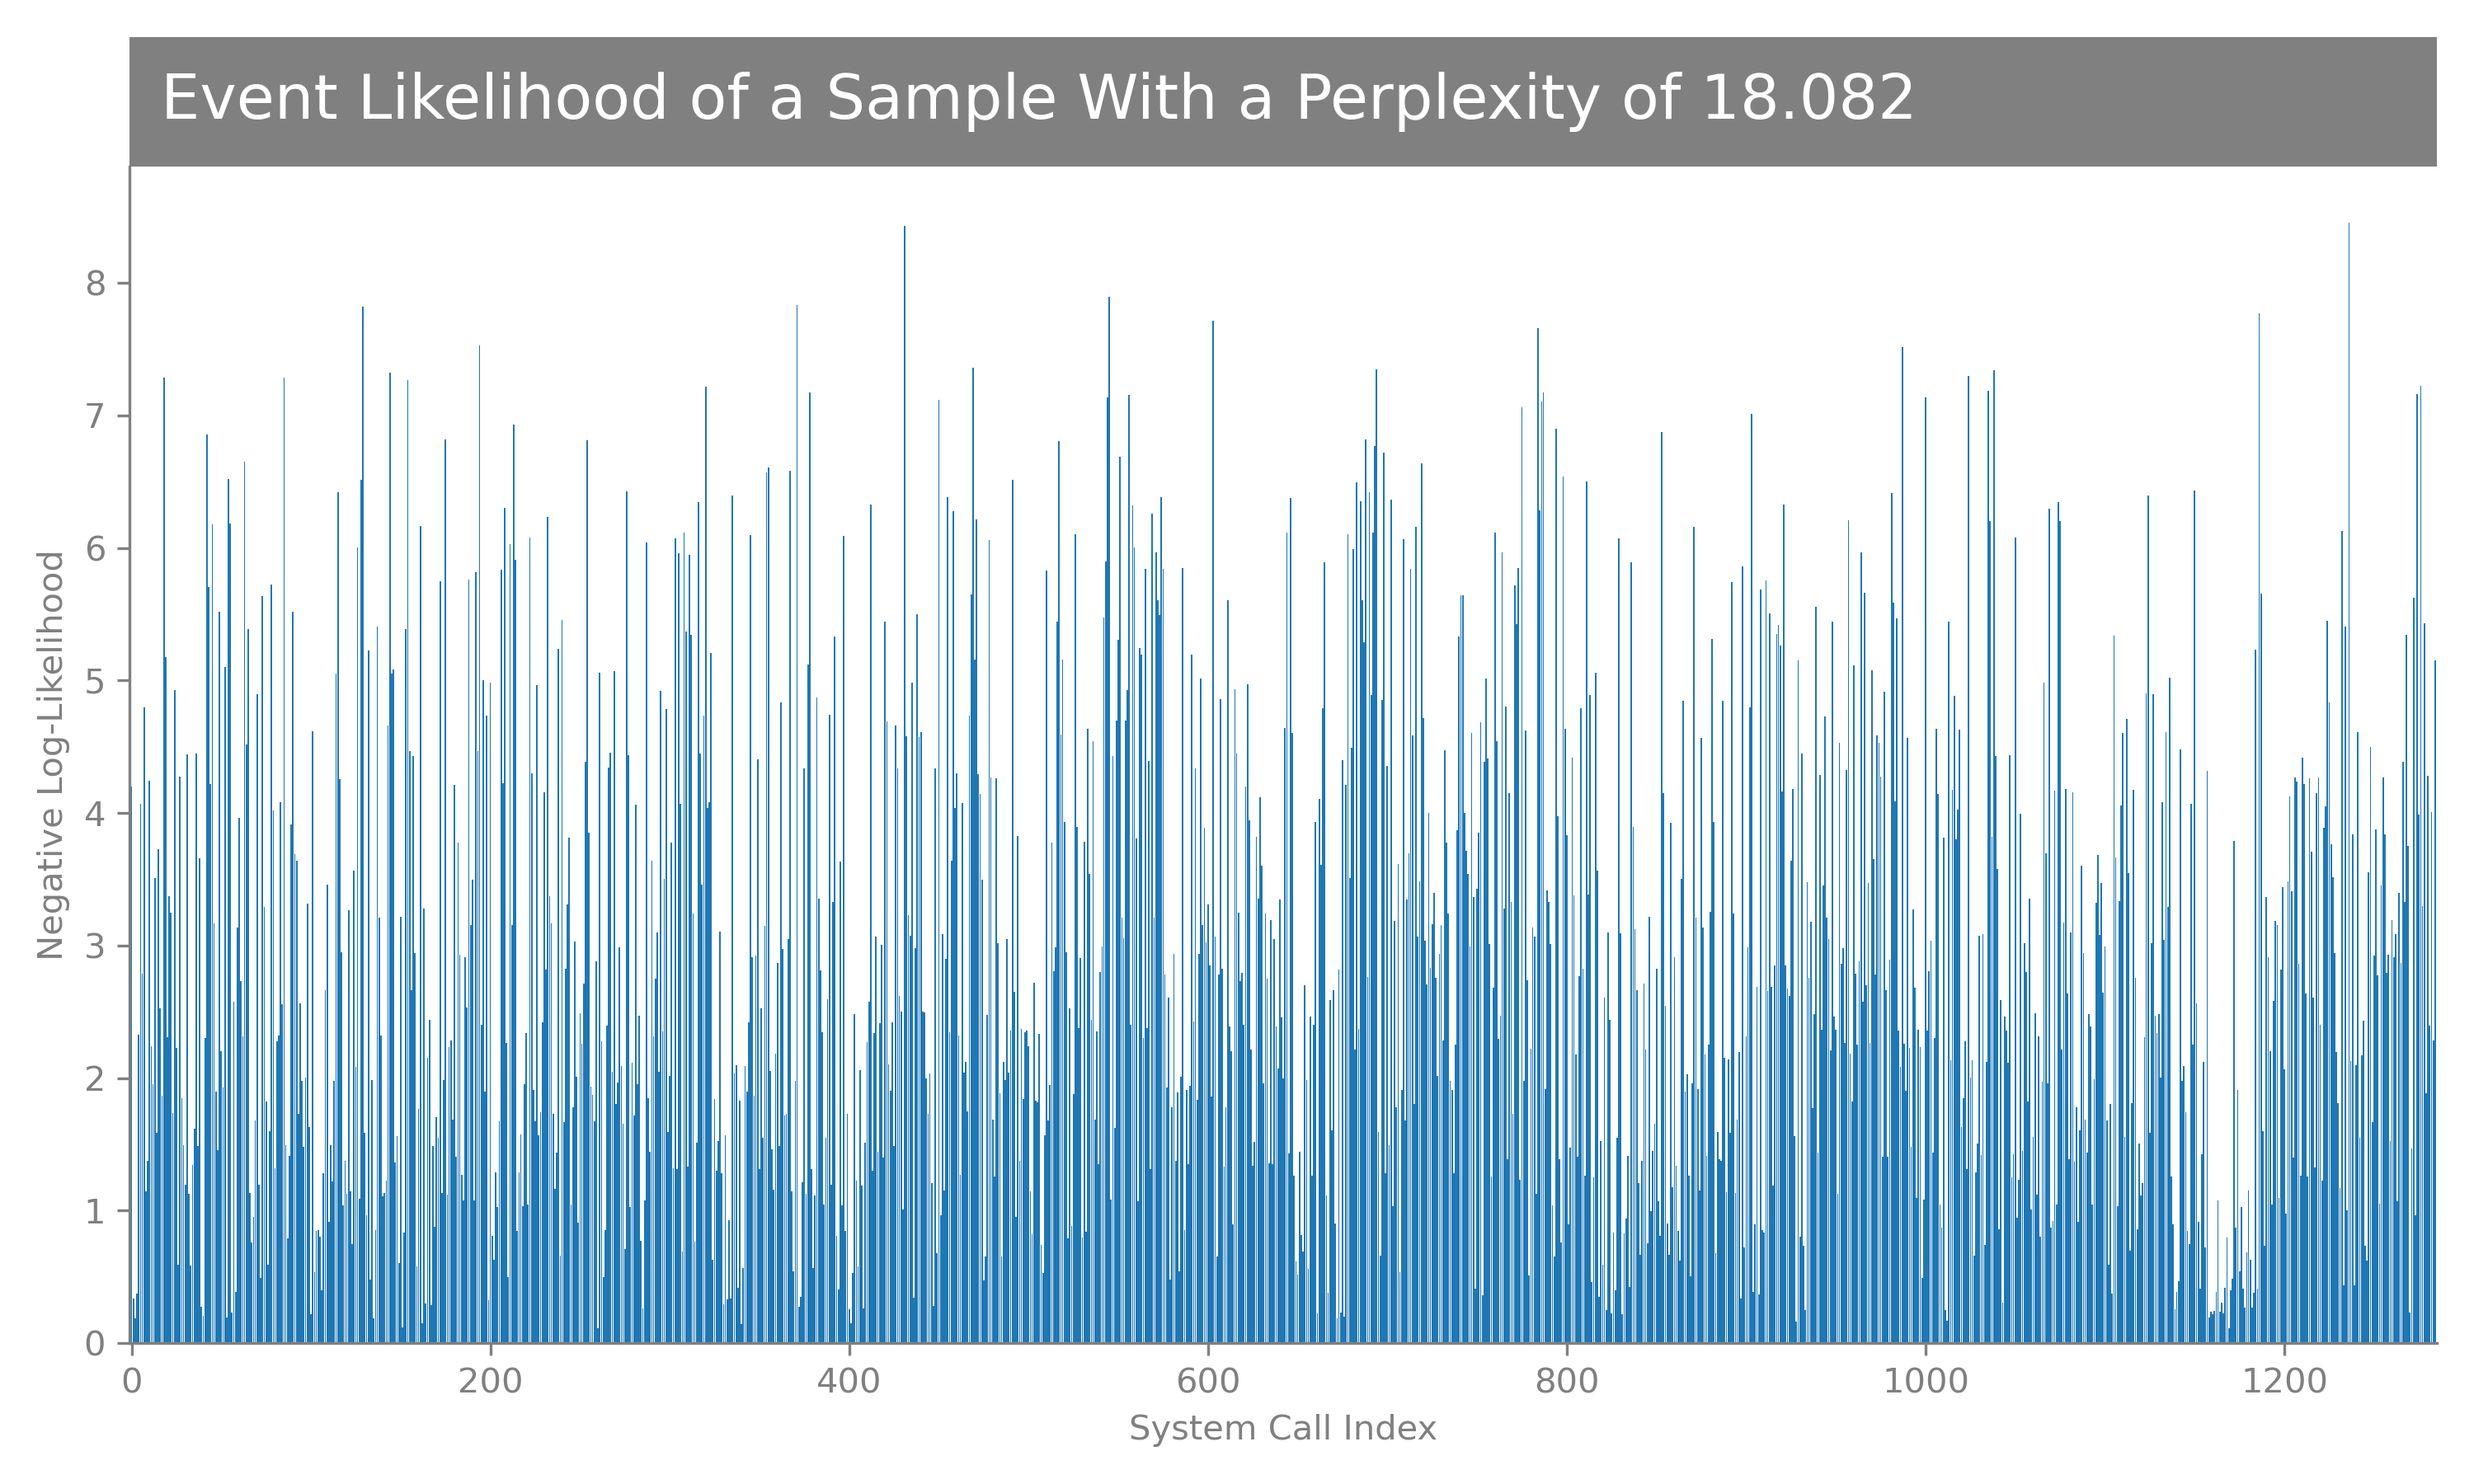 Event Likelihood of a Sample With a Perplexity of 18.082
Negative Log-Likelihood
8
7
6
5
4
3
2
1
0
0 200 400 600 800 1000 1200
System Call Index